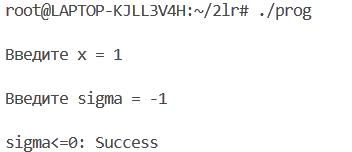 root@LAPTOP-KJLL3V4H:~/2lr# ./prog
Введите x = 1
Введите sigma = -1
sigma<=0: Success